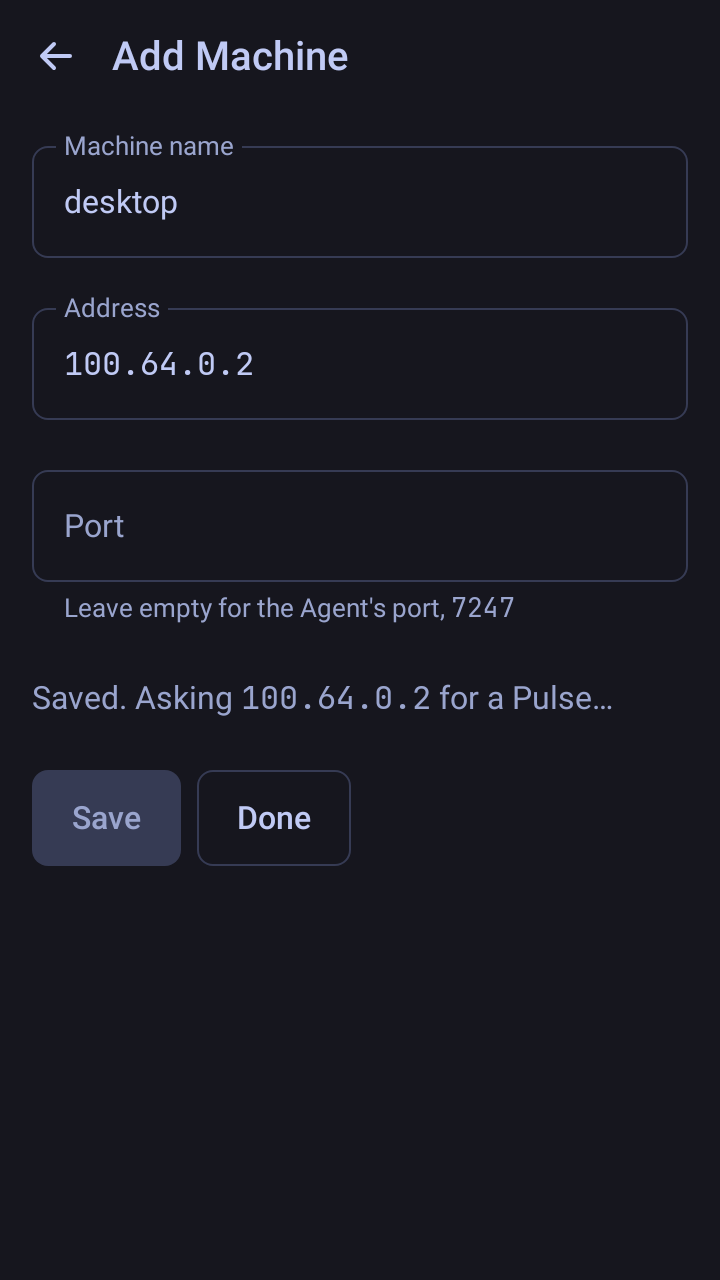 Add Machine
Machine name
desktop
Address
100.64.0.2
Port
Leave empty for the Agent's port, 7247
Saved. Asking 100.64.0.2 for a Pulse…
Save
Done